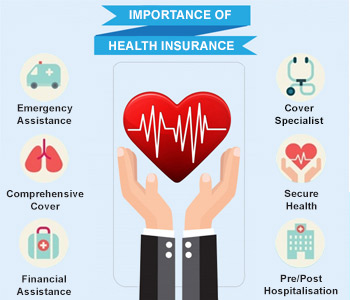 IMPORTANCE OF
HEALTH INSURANCE
Emergency
Assistance
Cover
Specialist
Comprehensive
Cover
Secure
Health
Financial
Assistance
Pre/Post
Hospitalisation